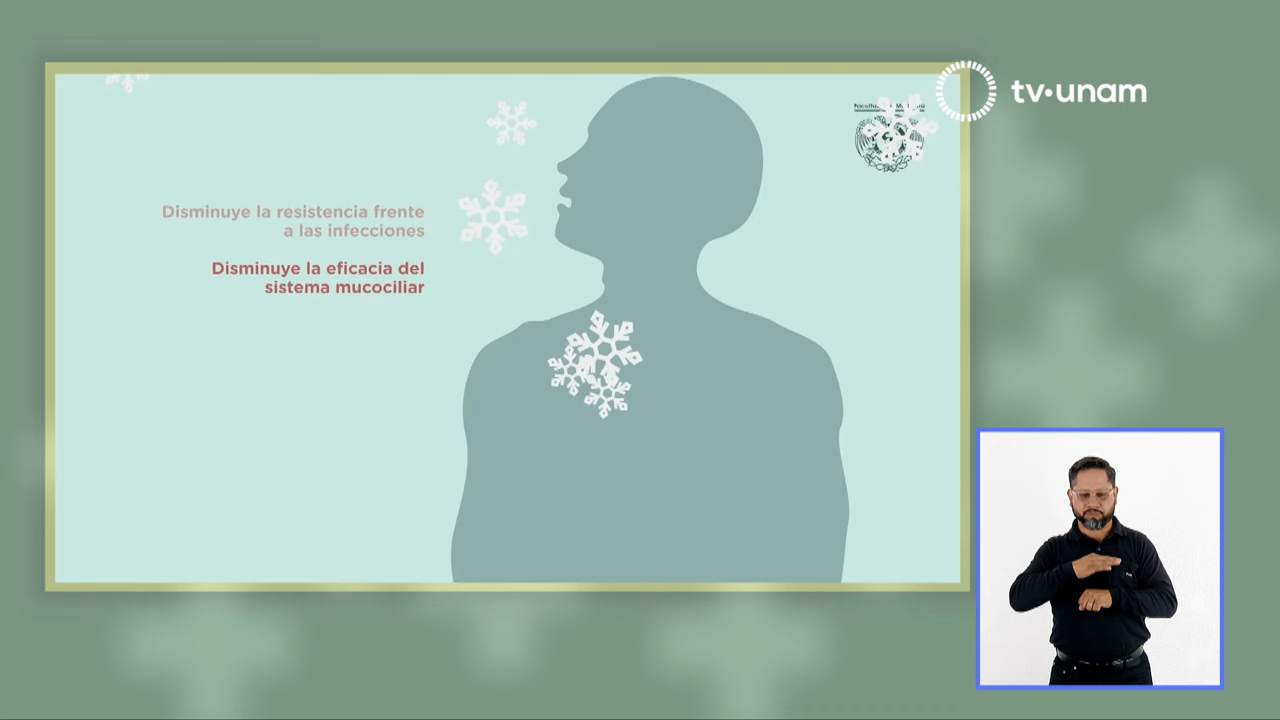 tv·unam
Disminuye la resistencia frente
a las infecciones
Disminuye la eficacia del
sistema mucociliar